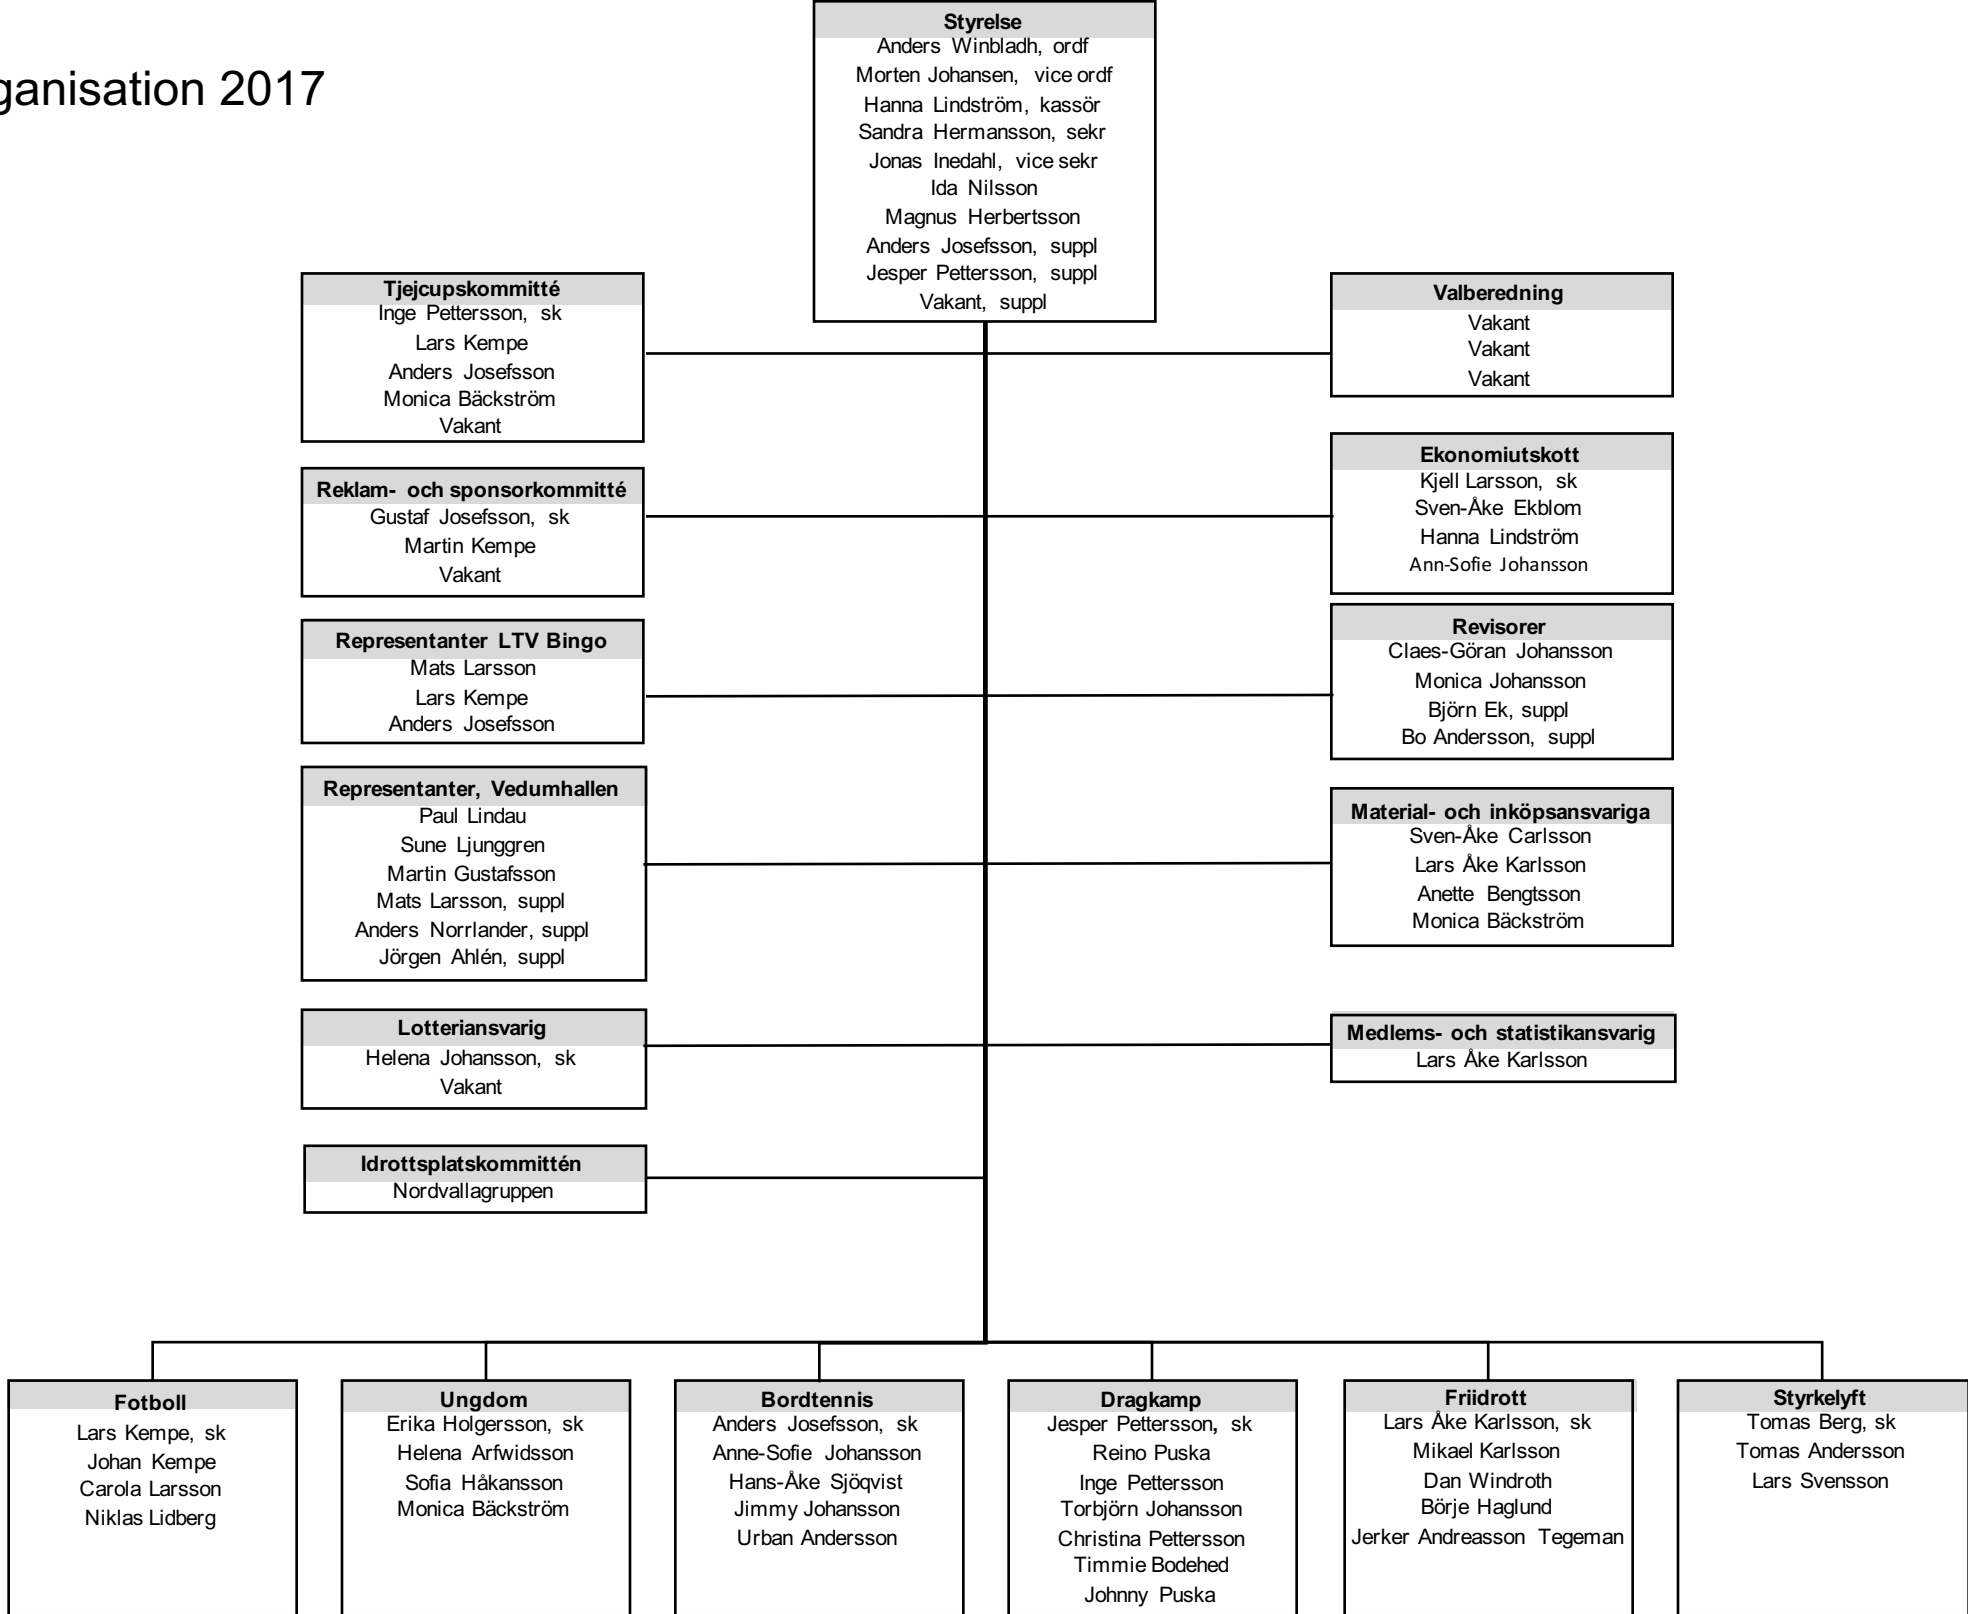 ganisation 2017
Styrelse
Anders Winbladh, ordf
Morten Johansen, vice ordf
Hanna Lindström, kassör
Sandra Hermansson, sekr
Jonas Inedahl, vice sekr
Ida Nilsson
Magnus Herbertsson
Anders Josefsson, suppl
Jesper Pettersson, suppl
Vakant, suppl
Tjejcupskommitté
Inge Pettersson, sk
Lars Kempe
Anders Josefsson
Monica Bäckström
Vakant
Valberedning
Vakant
Vakant
Vakant
Reklam- och sponsorkommitté
Gustaf Josefsson, sk
Martin Kempe
Vakant
Ekonomiutskott
Kjell Larsson, sk
Sven-Åke Ekblom
Hanna Lindström
Ann-Sofie Johansson
Representanter LTV Bingo
Mats Larsson
Lars Kempe
Anders Josefsson
Revisorer
Claes-Göran Johansson
Monica Johansson
Björn Ek, suppl
Bo Andersson, suppl
Representanter, Vedumhallen
Paul Lindau
Sune Ljunggren
Martin Gustafsson
Mats Larsson, suppl
Anders Norrlander, suppl
Jörgen Ahlén, suppl
Material- och inköpsansvariga
Sven-Åke Carlsson
Lars Åke Karlsson
Anette Bengtsson
Monica Bäckström
Lotteriansvarig
Helena Johansson, sk
Vakant
Medlems- och statistikansvarig
Lars Åke Karlsson
Idrottsplatskommittén
Nordvallagruppen
Fotboll
Lars Kempe, sk
Johan Kempe
Carola Larsson
Niklas Lidberg
Ungdom
Erika Holgersson, sk
Helena Arfwidsson
Sofia Håkansson
Monica Bäckström
Bordtennis
Anders Josefsson, sk
Anne-Sofie Johansson
Hans-Åke Sjöqvist
Jimmy Johansson
Urban Andersson
Dragkamp
Jesper Pettersson, sk
Reino Puska
Inge Pettersson
Torbjörn Johansson
Christina Pettersson
Timmie Bodehed
Johnny Puska
Friidrott
Lars Åke Karlsson, sk
Mikael Karlsson
Dan Windroth
Börje Haglund
Jerker Andreasson Tegeman
Styrkelyft
Tomas Berg, sk
Tomas Andersson
Lars Svensson